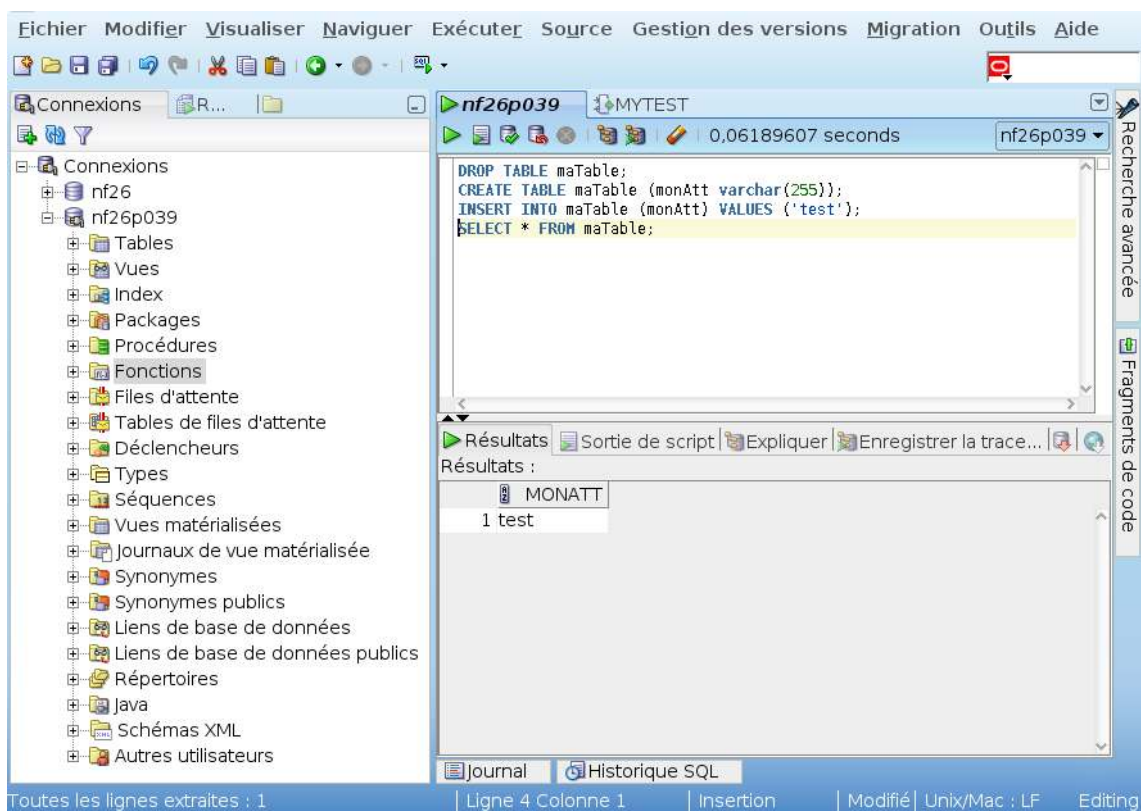 Fichier Modifier Visualiser Naviguer Exécuter Source Gestion des versions Migration Outils Aide
Connexions R...
nf26p039 MYTEST
0,06189607 seconds nf26p039
Connexions
nf26
nf26p039
Tables
Vues
Index
Packages
Procédures
Fonctions
Files d'attente
Tables de files d'attente
Déclencheurs
Types
Séquences
Vues matérialisées
Journaux de vue matérialisée
Synonymes
Synonymes publics
Liens de base de données
Liens de base de données publics
Répertoires
Java
Schémas XML
Autres utilisateurs
DROP TABLE maTable;
CREATE TABLE maTable (monAtt varchar(255));
INSERT INTO maTable (monAtt) VALUES ('test');
SELECT * FROM maTable;
Résultats Sortie de script Expliquer Enregistrer la trace...
Résultats :
MONATT
1 test
Journal Historique SQL
Recherche avancée
Fragments de code
Toutes les lignes extraites : 1 Ligne 4 Colonne 1 Insertion Modifié Unix/Mac : LF Editing